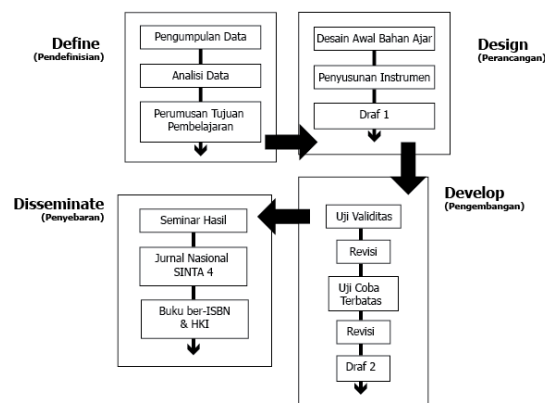 Define
(Pendefinisian)
Pengumpulan Data
Analisi Data
Perumusan Tujuan
Pembelajaran
Design
(Perancangan)
Desain Awal Bahan Ajar
Penyusunan Instrumen
Draf 1
Develop
(Pengembangan)
Uji Validitas
Revisi
Uji Coba
Terbatas
Revisi
Draf 2
Disseminate
(Penyebaran)
Seminar Hasil
Jurnal Nasional
SINTA 4
Buku ber-ISBN
& HKI